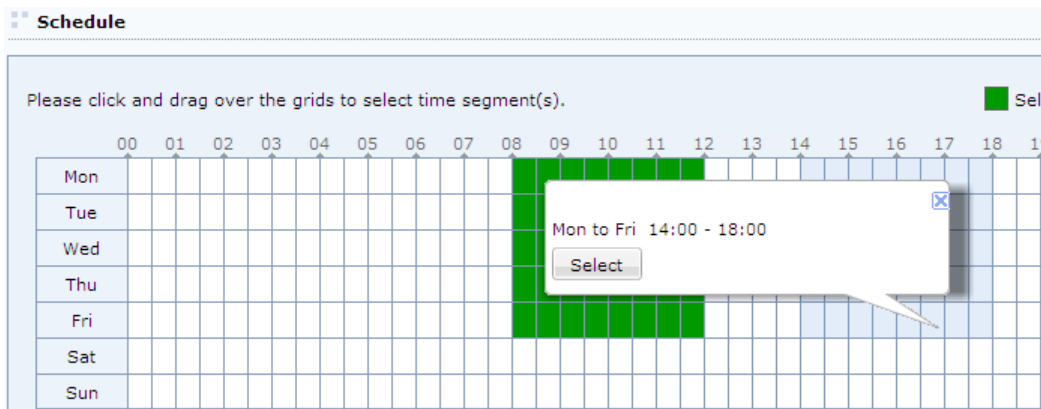 Schedule
Please click and drag over the grids to select time segment(s). Sel
00 01 02 03 04 05 06 07 08 09 10 11 12 13 14 15 16 17 18
Mon
Tue
Mon to Fri 14:00 - 18:00
Wed
Select
Thu
Fri
Sat
Sun